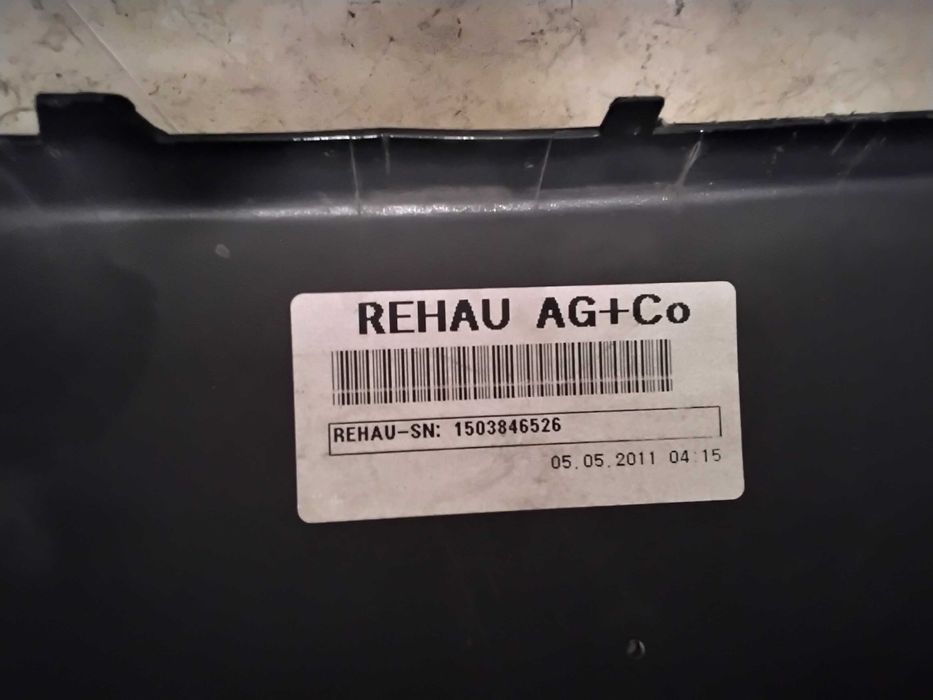 REHAU AG+Co
REHAU-SN: 1503846526
05.05.2011 04:15